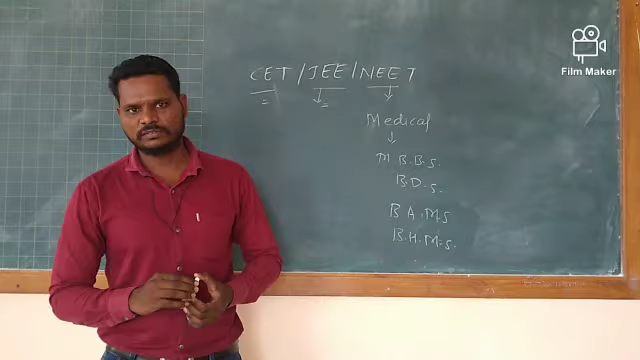 CET/JEE/NEET
Medical
M.B.B.S.
B.D.S.
B.A.M.S
B.H.M.S.
Film Maker